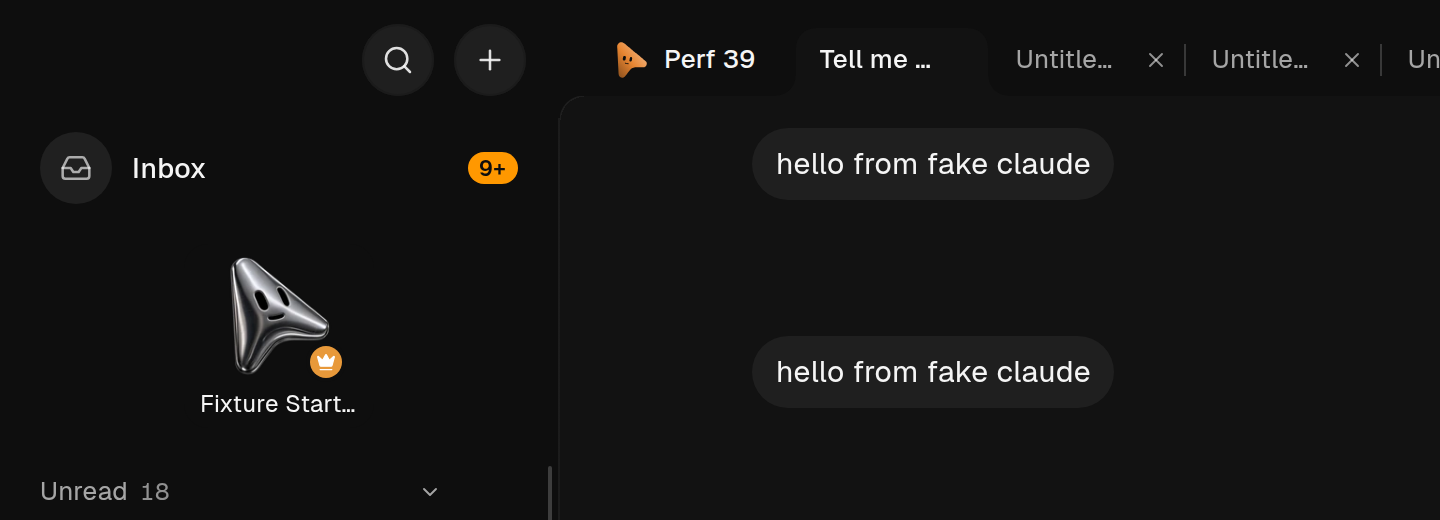 Perf 39
Tell me ...
Untitle...
Untitle...
Un
Inbox
9+
hello from fake claude
Fixture Start...
hello from fake claude
Unread 18